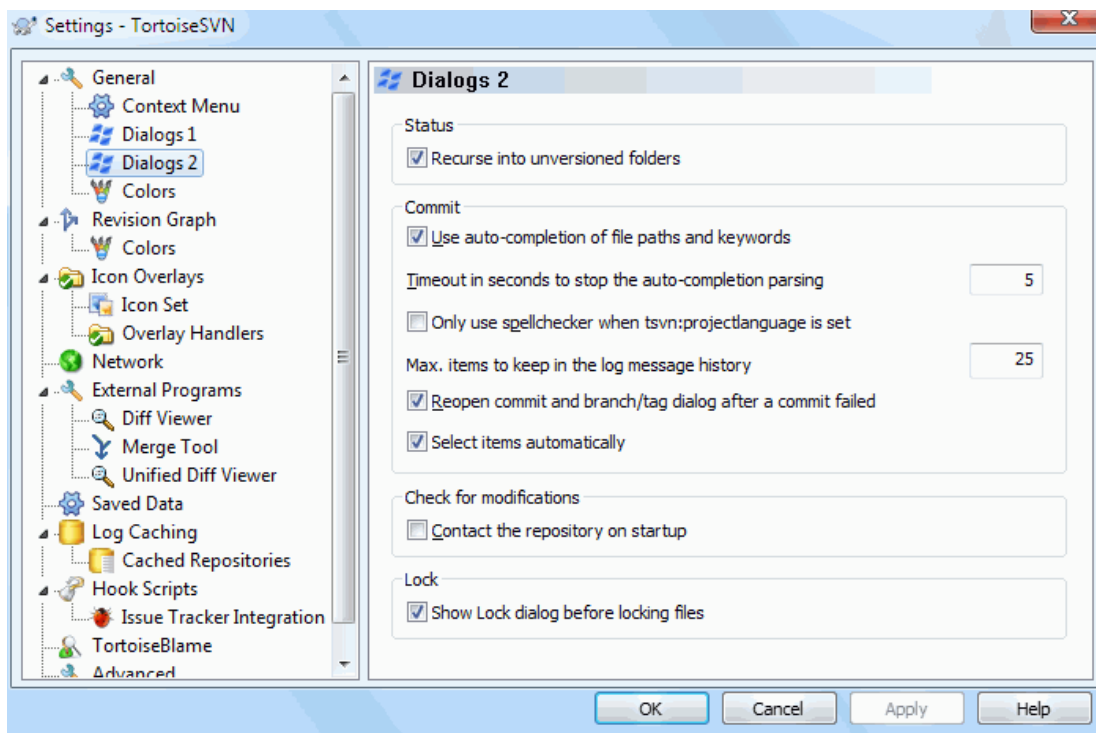 Settings - TortoiseSVN
General
Context Menu
Dialogs 1
Dialogs 2
Colors
Revision Graph
Colors
Icon Overlays
Icon Set
Overlay Handlers
Network
External Programs
Diff Viewer
Merge Tool
Unified Diff Viewer
Saved Data
Log Caching
Cached Repositories
Hook Scripts
Issue Tracker Integration
TortoiseBlame
Advanced
Dialogs 2
Status
Recurse into unversioned folders
Commit
Use auto-completion of file paths and keywords
Timeout in seconds to stop the auto-completion parsing 5
Only use spellchecker when tsvn:projectlanguage is set
Max. items to keep in the log message history 25
Reopen commit and branch/tag dialog after a commit failed
Select items automatically
Check for modifications
Contact the repository on startup
Lock
Show Lock dialog before locking files
OK Cancel Apply Help